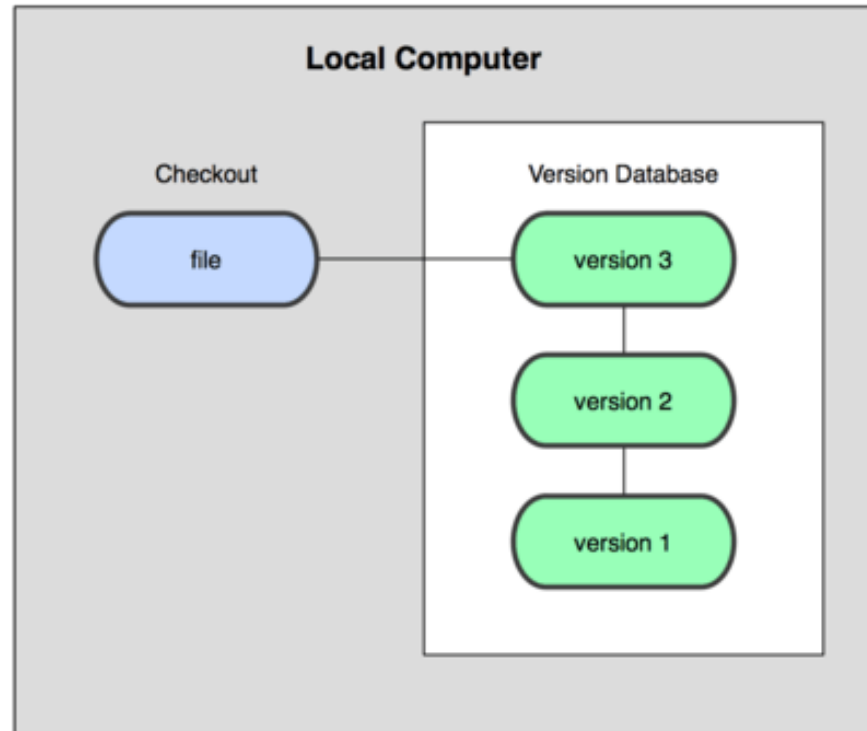 Local Computer
Checkout
Version Database
file
version 3
version 2
version 1